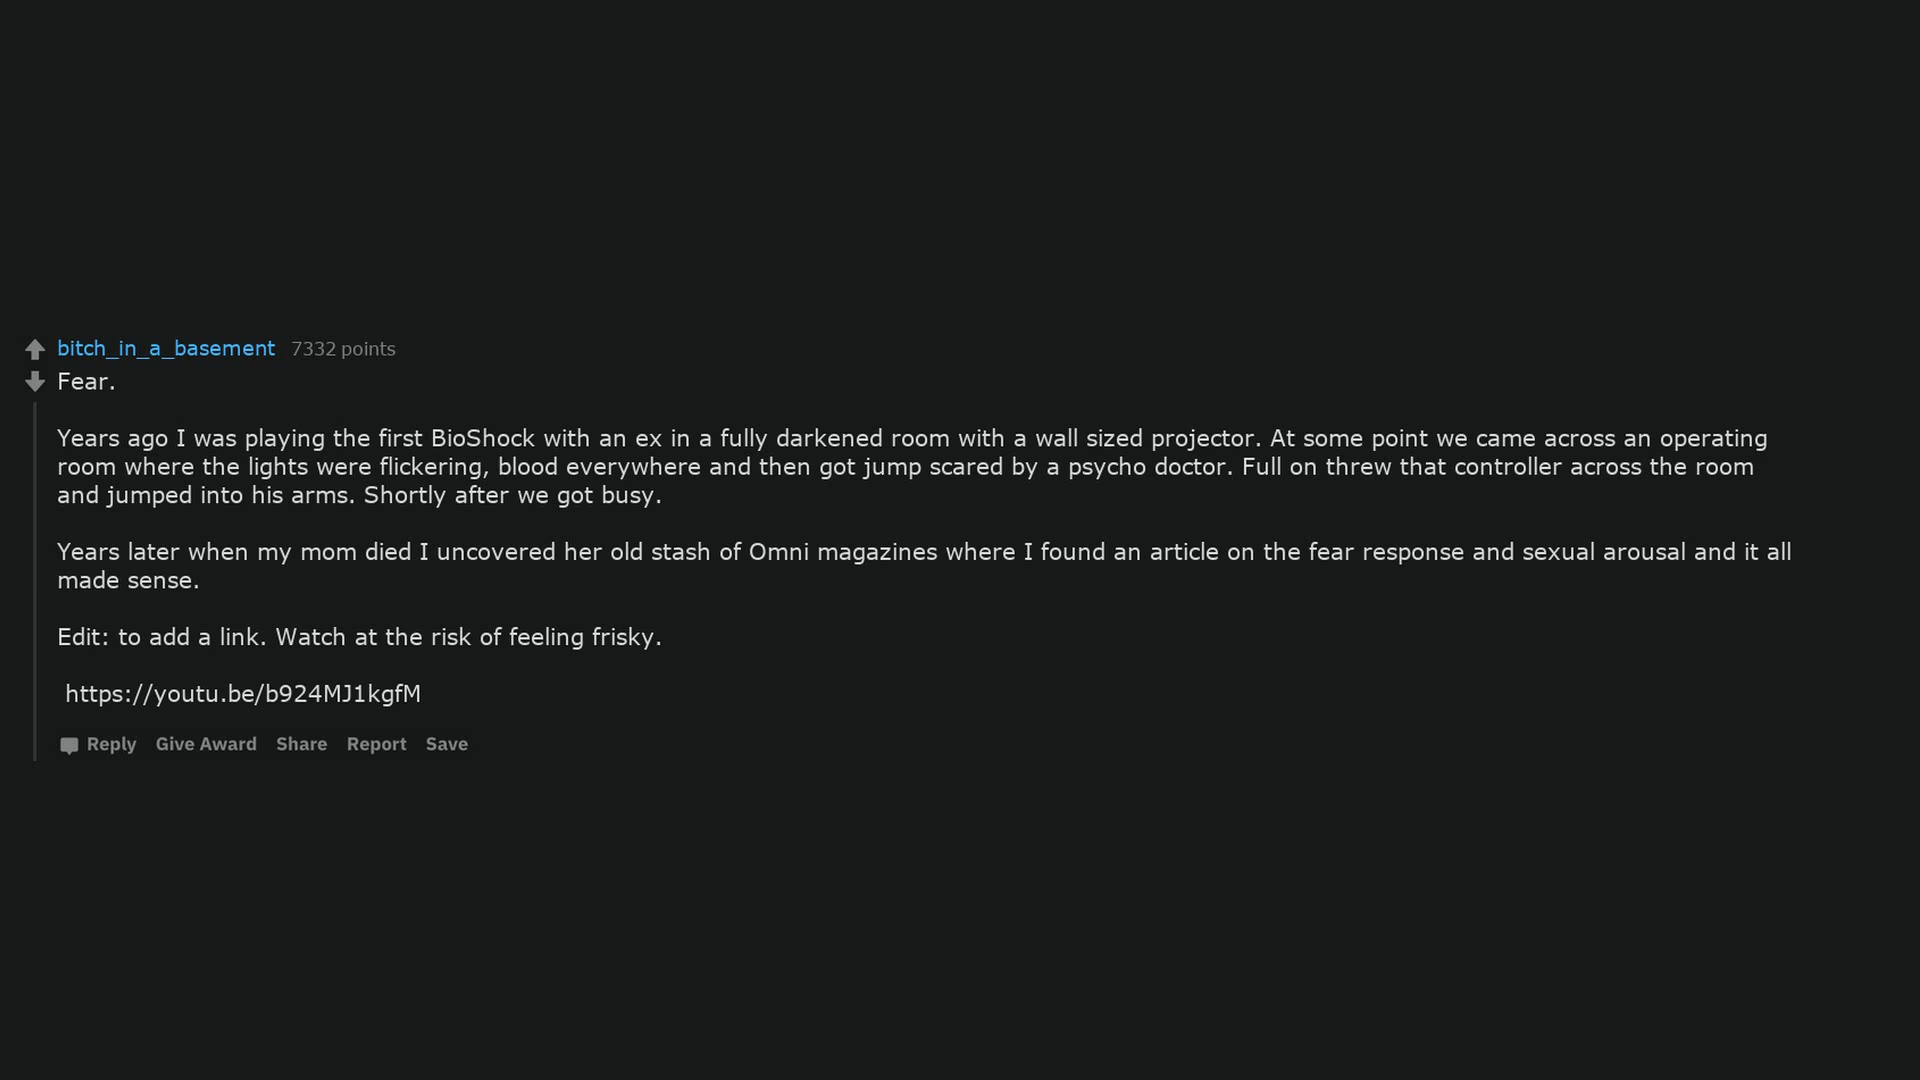 bitch_in_a_basement 7332 points
Fear.
Years ago I was playing the first BioShock with an ex in a fully darkened room with a wall sized projector. At some point we came across an operating
room where the lights were flickering, blood everywhere and then got jump scared by a psycho doctor. Full on threw that controller across the room
and jumped into his arms. Shortly after we got busy.
Years later when my mom died I uncovered her old stash of Omni magazines where I found an article on the fear response and sexual arousal and it all
made sense.
Edit: to add a link. Watch at the risk of feeling frisky.
https://youtu.be/b924MJ1kgfM
Reply Give Award Share Report Save